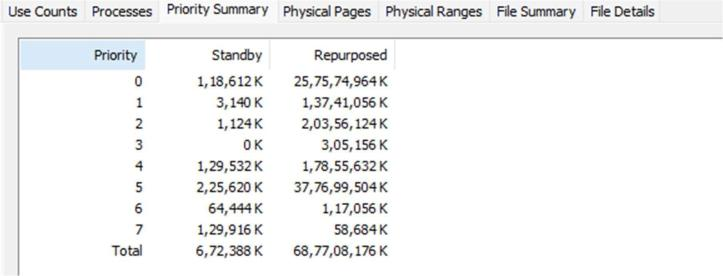 Use Counts Processes Priority Summary Physical Pages Physical Ranges File Summary File Details
Priority Standby Repurposed
0 1,18,612 K 25,75,74,964 K
1 3,140 K 1,37,41,056 K
2 1,124 K 2,03,56,124 K
3 0 K 3,05,156 K
4 1,29,532 K 1,78,55,632 K
5 2,25,620 K 37,76,99,504 K
6 64,444 K 1,17,056 K
7 1,29,916 K 58,684 K
Total 6,72,388 K 68,77,08,176 K